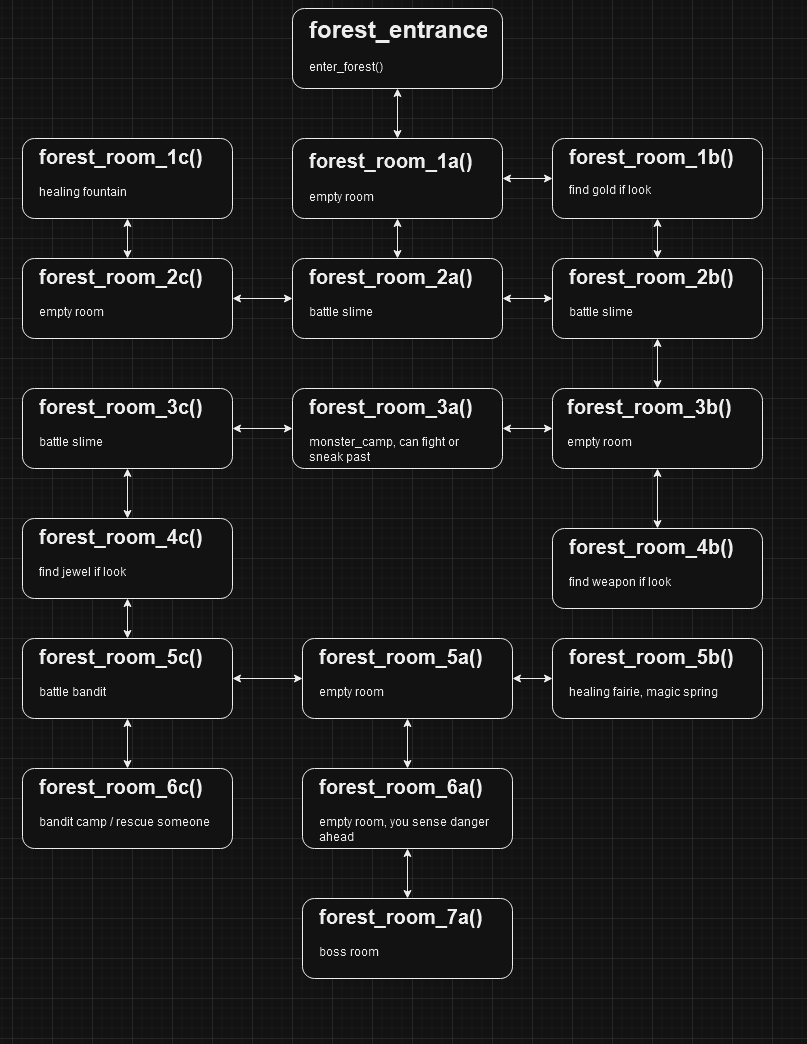 forest_entrance
enter_forest()
forest_room_1c()
healing fountain
forest_room_1a()
empty room
forest_room_1b()
find gold if look
forest_room_2c()
empty room
forest_room_2a()
battle slime
forest_room_2b()
battle slime
forest_room_3c()
battle slime
forest_room_3a()
monster_camp, can fight or
sneak past
forest_room_3b()
empty room
forest_room_4c()
find jewel if look
forest_room_4b()
find weapon if look
forest_room_5c()
battle bandit
forest_room_5a()
empty room
forest_room_5b()
healing fairie, magic spring
forest_room_6c()
bandit camp / rescue someone
forest_room_6a()
empty room, you sense danger
ahead
forest_room_7a()
boss room